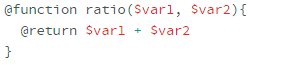 @function ratio($var1, $var2){
  @return $var1 + $var2
}